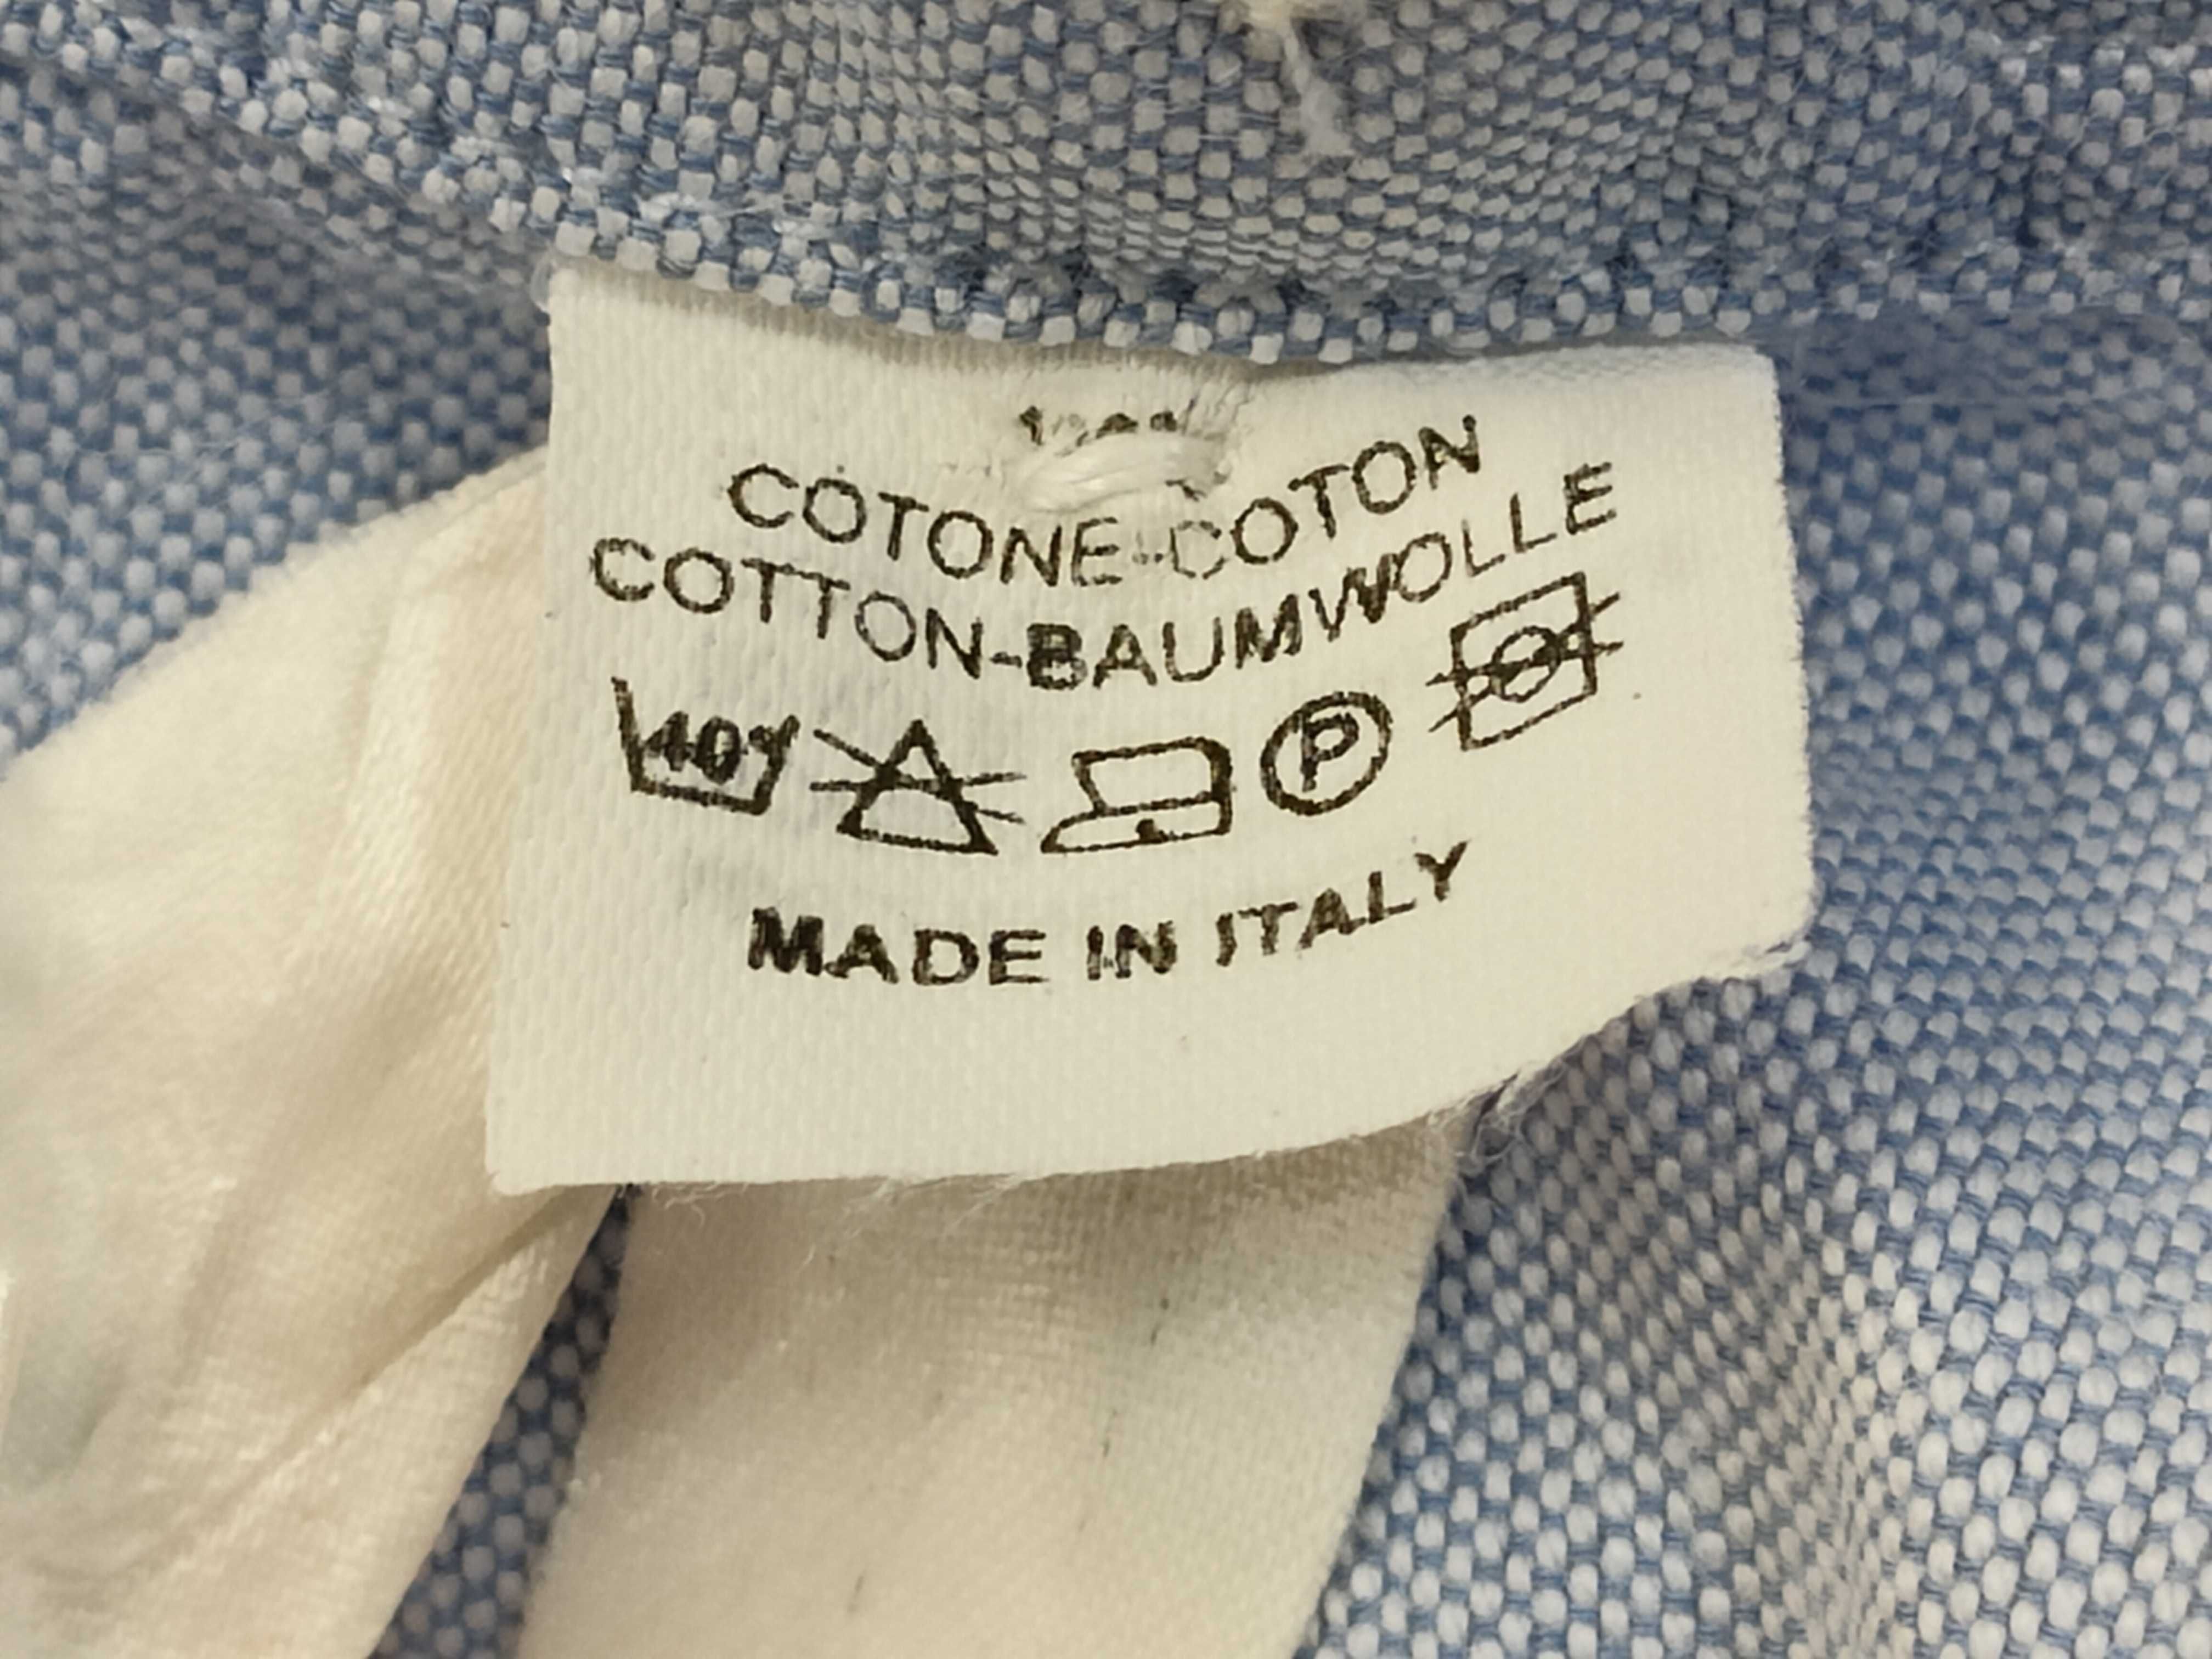 COTONE-COTON
COTTON-BAUMWOLLE
40° P
MADE IN ITALY